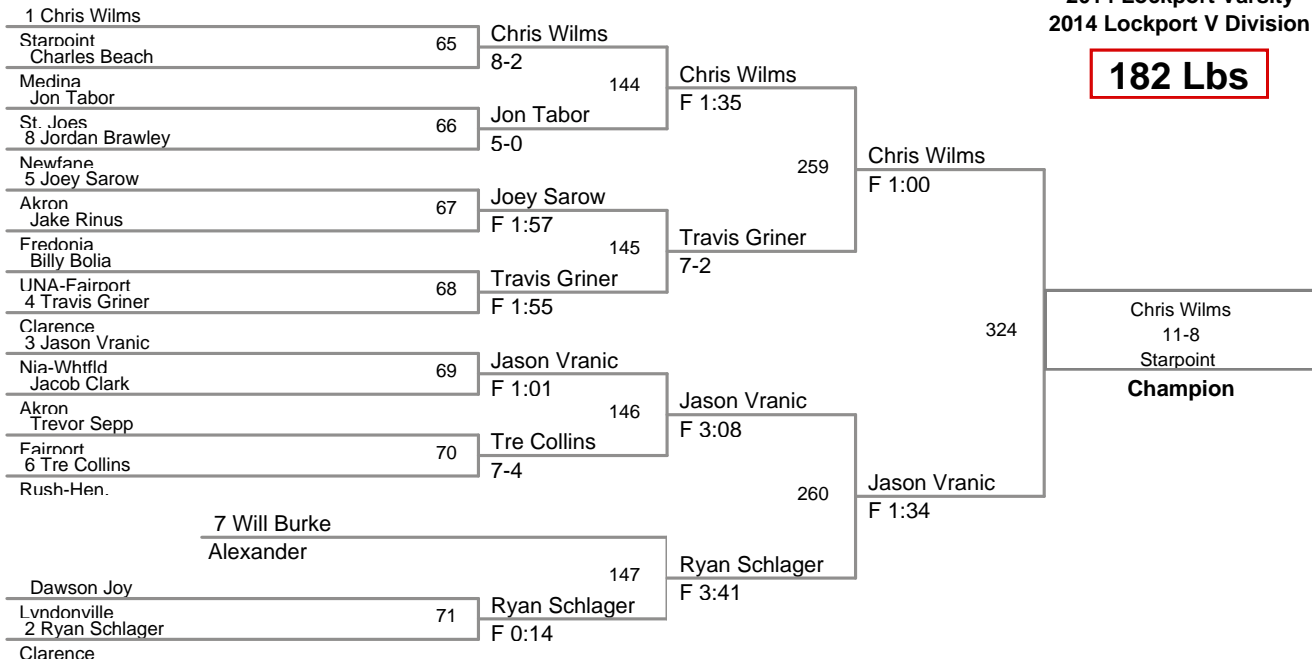 2014 Lockport Varsity
2014 Lockport V Division
182 Lbs
1 Chris Wilms
Starpoint
Charles Beach
Medina
Jon Tabor
St. Joes
8 Jordan Brawley
Newfane
5 Joey Sarow
Akron
Jake Rinus
Fredonia
Billy Bolia
UNA-Fairport
4 Travis Griner
Clarence
3 Jason Vranic
Nia-Whtfld
Jacob Clark
Akron
Trevor Sepp
Fairport
6 Tre Collins
Rush-Hen.
7 Will Burke
Alexander
Dawson Joy
Lyndonville
2 Ryan Schlager
Clarence
65
66
67
68
69
70
71
Chris Wilms
8-2
Jon Tabor
5-0
Joey Sarow
F 1:57
Travis Griner
F 1:55
Jason Vranic
F 1:01
Tre Collins
7-4
Ryan Schlager
F 0:14
144
145
146
147
Chris Wilms
F 1:35
Travis Griner
7-2
Jason Vranic
F 3:08
Ryan Schlager
F 3:41
259
260
Chris Wilms
F 1:00
Jason Vranic
F 1:34
324
Chris Wilms
11-8
Starpoint
Champion